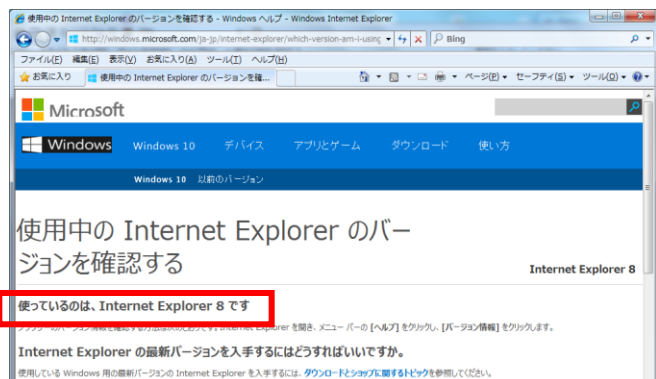 使用中の Internet Explorer のバージョンを確認する - Windows ヘルプ - Windows Internet Explorer
http://windows.microsoft.com/ja-jp/internet-explorer/which-version-am-i-using
Bing
ファイル(F) 編集(E) 表示(V) お気に入り(A) ツール(T) ヘルプ(H)
お気に入り 使用中の Internet Explorer のバージョンを確... ページ(P) セーフティ(S) ツール(O)
Microsoft
Windows Windows 10 デバイス アプリとゲーム ダウンロード 使い方
Windows 10 以前のバージョン
使用中の Internet Explorer のバー
ジョンを確認する
Internet Explorer 8
使っているのは、Internet Explorer 8 です
を開き、メニュー バーの [ヘルプ] をクリックし、[バージョン情報] をクリックします。
Internet Explorer の最新バージョンを入手するにはどうすればいいですか。
使用している Windows 用の最新バージョンの Internet Explorer を入手するには、ダウンロードとショップに関するトピックを参照してください。